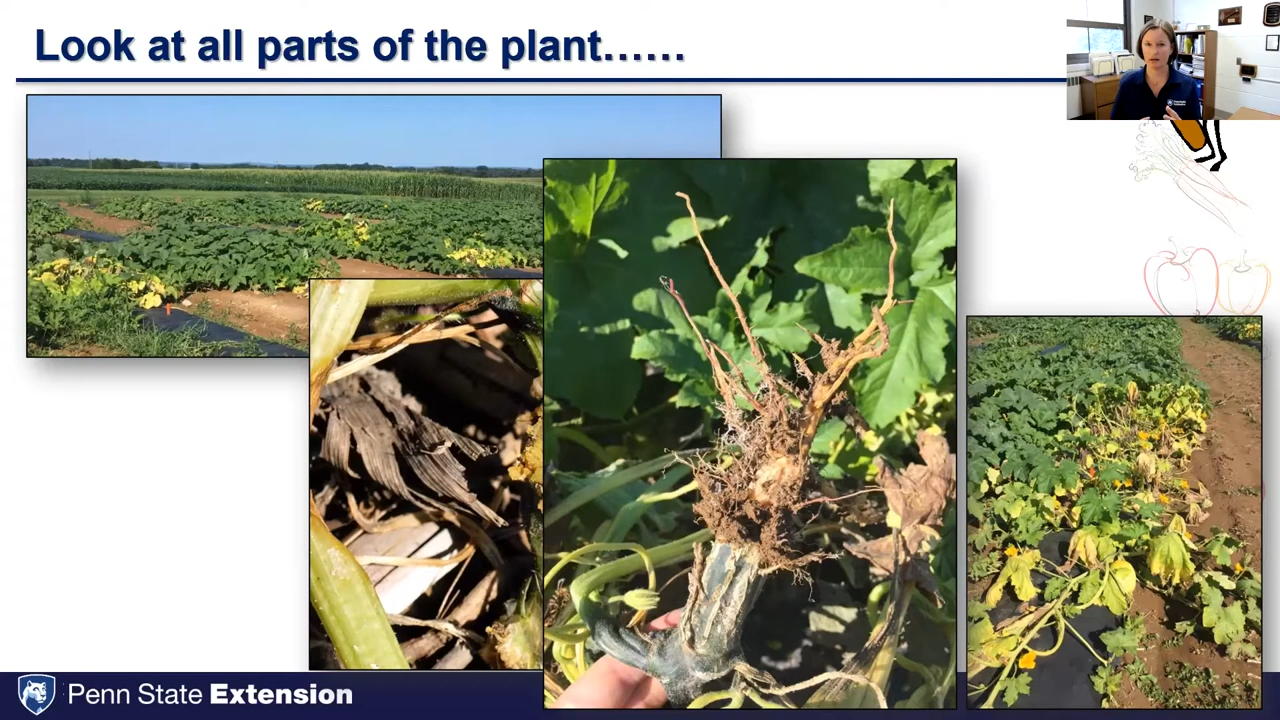 Look at all parts of the plant......
Penn State Extension